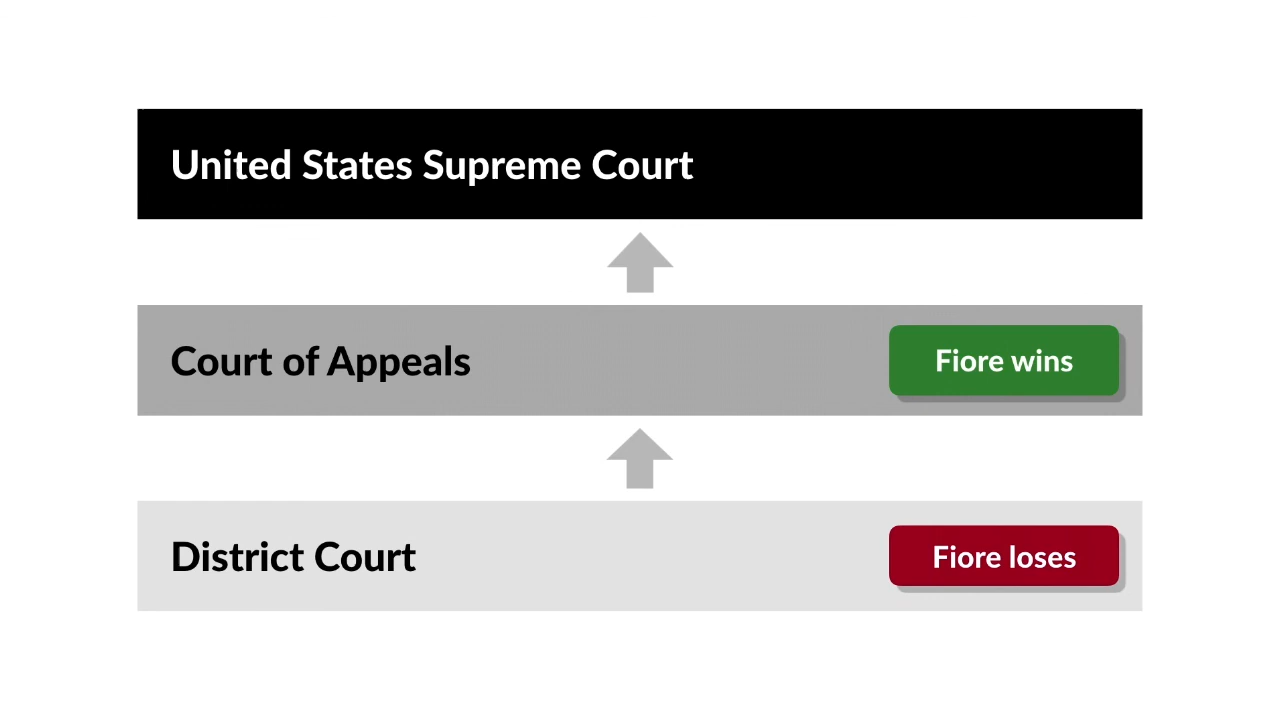 United States Supreme Court
Court of Appeals
Fiore wins
District Court
Fiore loses